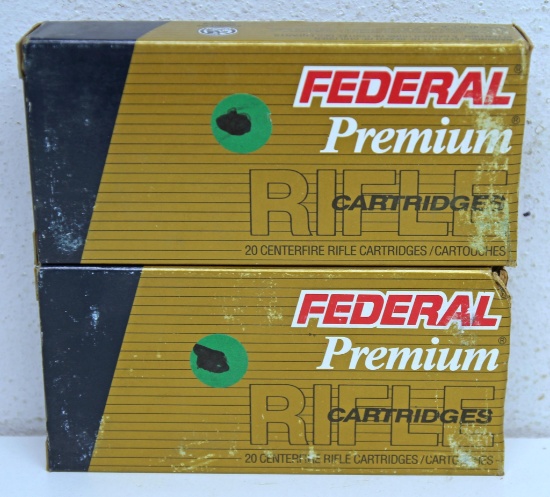 FEDERAL®
Premium®
RIFLE
CARTRIDGES
20 CENTERFIRE RIFLE CARTRIDGES/CARTOUCHES
FEDERAL®
Premium®
RIFLE
CARTRIDGES
20 CENTERFIRE RIFLE CARTRIDGES/CARTOUCHES